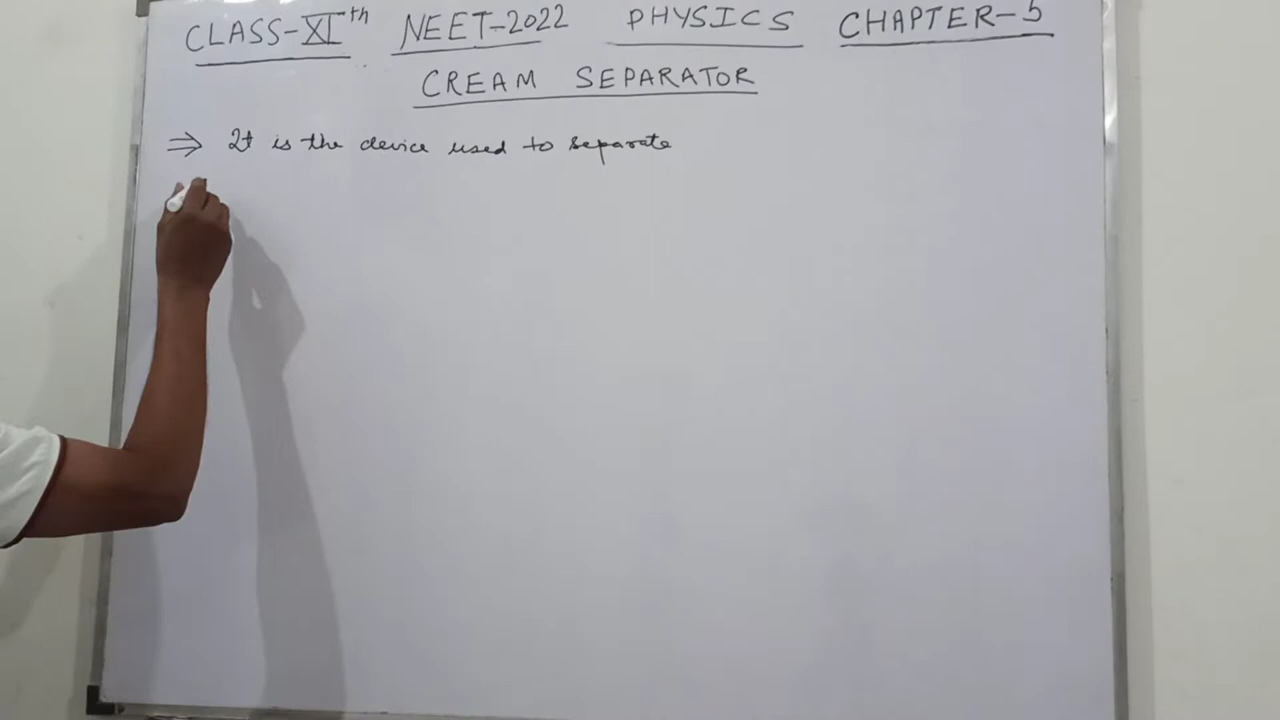 CLASS-XIth NEET-2022 PHYSICS CHAPTER-5
CREAM SEPARATOR
⇒ It is the device used to separate